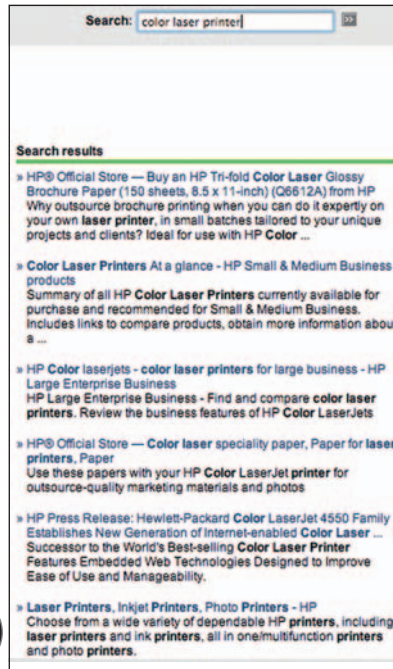 Search: color laser printer
Search results
» HP® Official Store — Buy an HP Tri-fold Color Laser Glossy
Brochure Paper (150 sheets, 8.5 x 11-inch) (Q6612A) from HP
Why outsource brochure printing when you can do it expertly on
your own laser printer, in small batches tailored to your unique
projects and clients? Ideal for use with HP Color ...
» Color Laser Printers At a glance - HP Small & Medium Business
products
Summary of all HP Color Laser Printers currently available for
purchase and recommended for Small & Medium Business.
Includes links to compare products, obtain more information abou
a ...
» HP Color laserjets - color laser printers for large business - HP
Large Enterprise Business
HP Large Enterprise Business - Find and compare color laser
printers. Review the business features of HP Color LaserJets
» HP® Official Store — Color laser speciality paper, Paper for laser
printers, Paper
Use these papers with your HP Color LaserJet printer for
outsource-quality marketing materials and photos
» HP Press Release: Hewlett-Packard Color LaserJet 4550 Family
Establishes New Generation of Internet-enabled Color Laser ...
Successor to the World's Best-selling Color Laser Printer
Features Embedded Web Technologies Designed to Improve
Ease of Use and Manageability.
» Laser Printers, Inkjet Printers, Photo Printers - HP
Choose from a wide variety of dependable HP printers, including
laser printers and ink printers, all in one/multifunction printers
and photo printers.